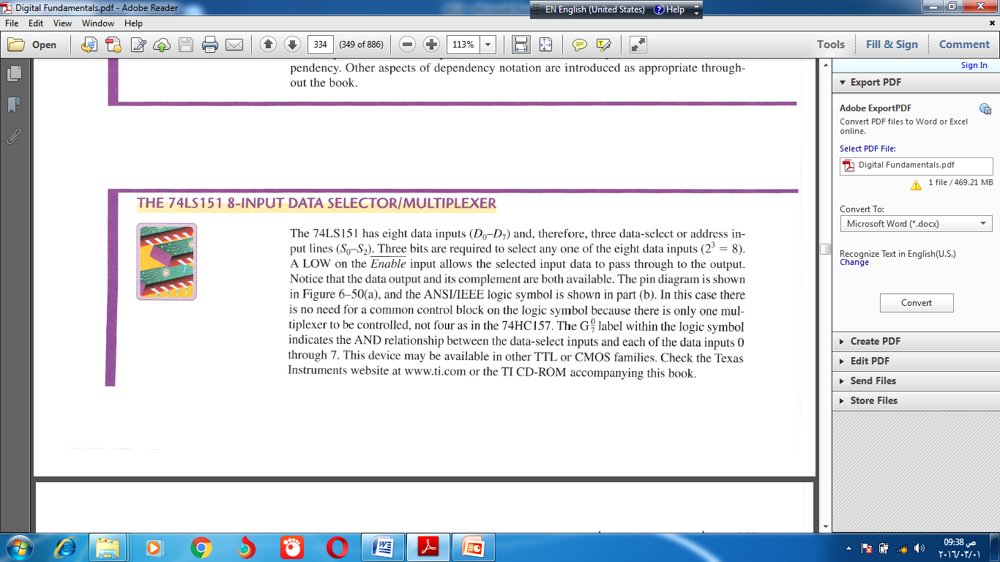 Digital Fundamentals.pdf - Adobe Reader
EN English (United States) Help
File Edit View Window Help
Open 334 (349 of 886) 113% Tools Fill & Sign Comment
Sign In
pendency. Other aspects of dependency notation are introduced as appropriate through-
out the book.
THE 74LS151 8-INPUT DATA SELECTOR/MULTIPLEXER
The 74LS151 has eight data inputs (D₀–D₇) and, therefore, three data-select or address in-
put lines (S₀–S₂). Three bits are required to select any one of the eight data inputs (2³ = 8).
A LOW on the Enable input allows the selected input data to pass through to the output.
Notice that the data output and its complement are both available. The pin diagram is shown
in Figure 6–50(a), and the ANSI/IEEE logic symbol is shown in part (b). In this case there
is no need for a common control block on the logic symbol because there is only one mul-
tiplexer to be controlled, not four as in the 74HC157. The G 0/7 label within the logic symbol
indicates the AND relationship between the data-select inputs and each of the data inputs 0
through 7. This device may be available in other TTL or CMOS families. Check the Texas
Instruments website at www.ti.com or the TI CD-ROM accompanying this book.
Export PDF
Adobe ExportPDF
Convert PDF files to Word or Excel
online.
Select PDF File:
Digital Fundamentals.pdf
1 file / 469.21 MB
Convert To:
Microsoft Word (*.docx)
Recognize Text in English(U.S.)
Change
Convert
Create PDF
Edit PDF
Send Files
Store Files
09:38 ص
٢٠١٦/٠٣/٠١